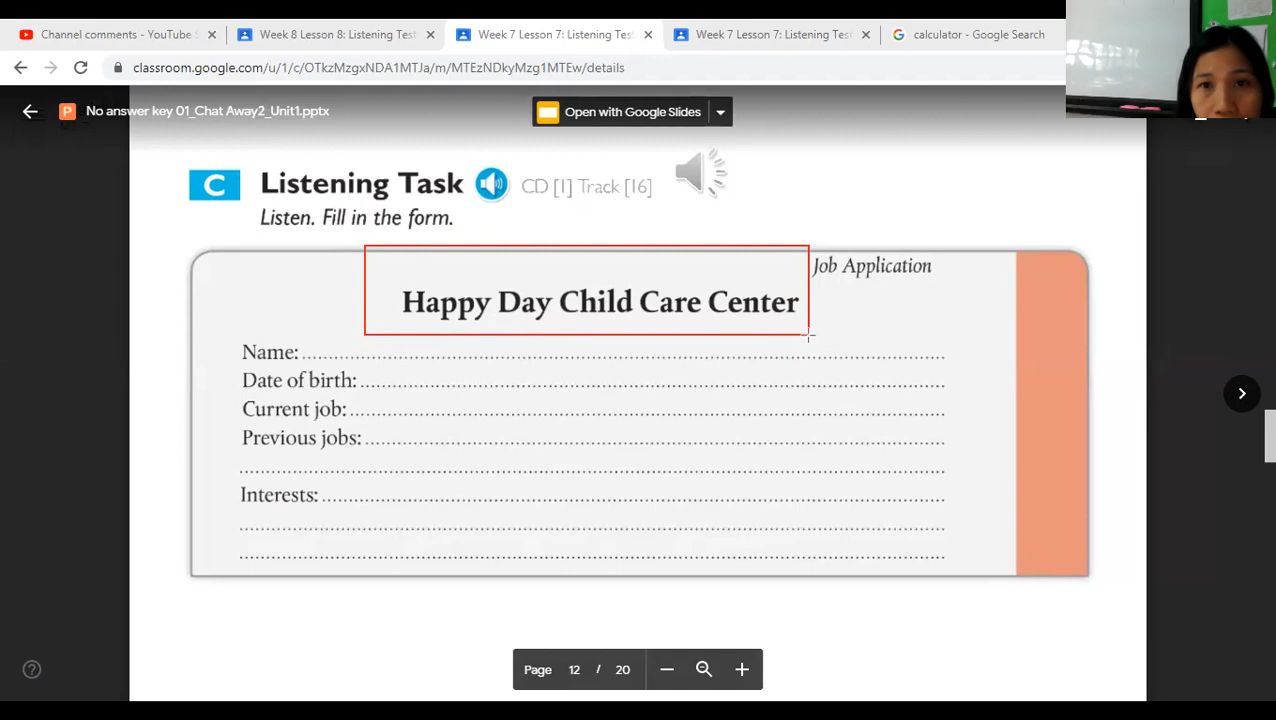 Channel comments - YouTube S
Week 8 Lesson 8: Listening Test
Week 7 Lesson 7: Listening Test
Week 7 Lesson 7: Listening Test
calculator - Google Search
classroom.google.com/u/1/c/OTkzMzgxNDA1MTJa/m/MTEzNDkyMzg1MTEw/details
No answer key 01_Chat Away2_Unit1.pptx
Open with Google Slides
C Listening Task CD [1] Track [16]
Listen. Fill in the form.
Job Application
Happy Day Child Care Center
Name:
Date of birth:
Current job:
Previous jobs:
Interests:
Page 12 / 20